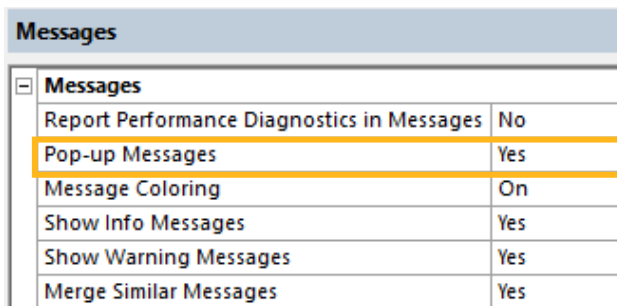 Messages
Messages
Report Performance Diagnostics in Messages No
Pop-up Messages Yes
Message Coloring On
Show Info Messages Yes
Show Warning Messages Yes
Merge Similar Messages Yes